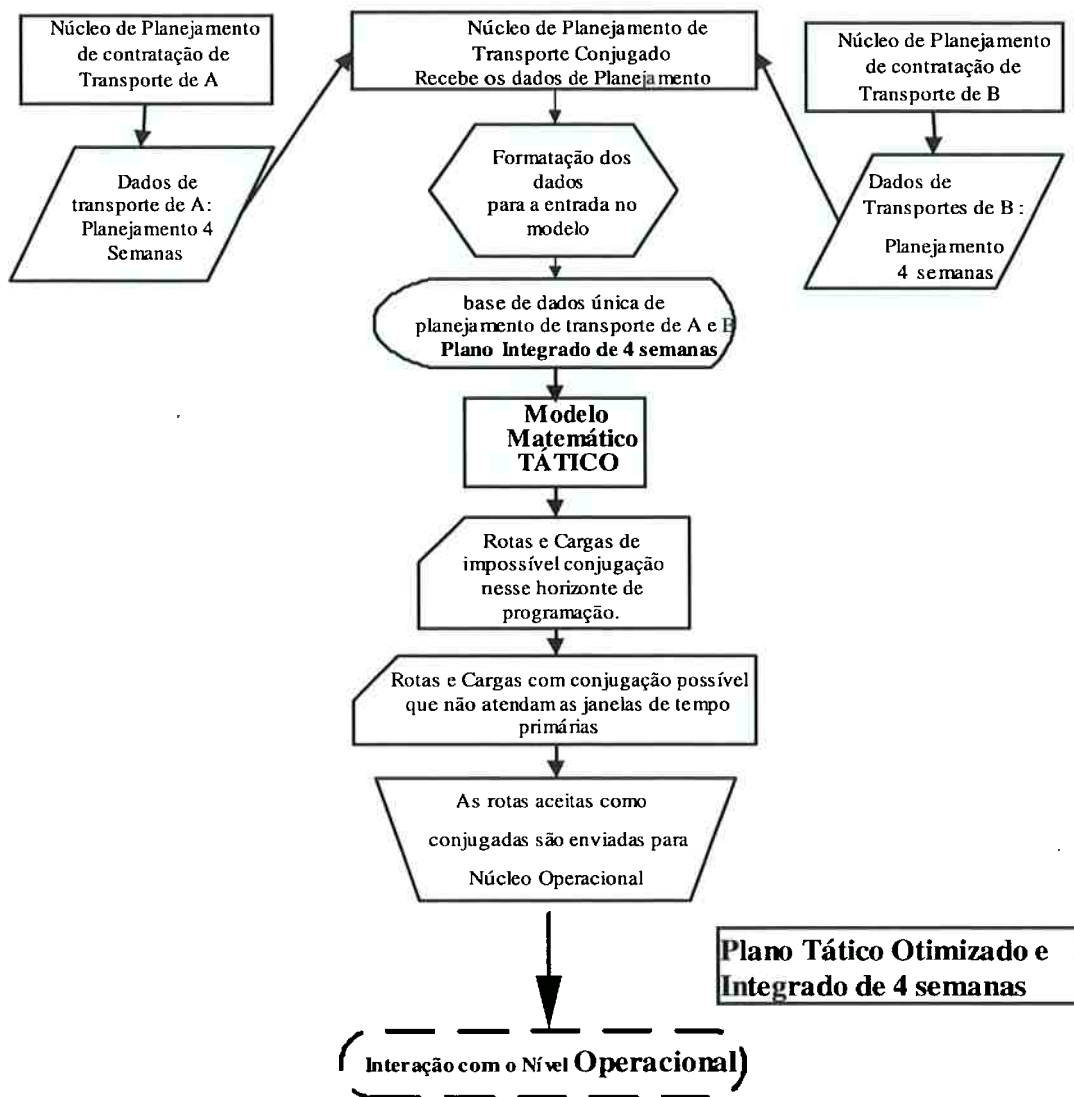 Núcleo de Planejamento
de contratação de
Transporte de A
Núcleo de Planejamento de
Transporte Conjugado
Recebe os dados de Planejamento
Núcleo de Planejamento
de contratação de
Transporte de B
Dados de
transporte de A:
Planejamento 4
Semanas
Formatação dos
dados
para a entrada no
modelo
Dados de
Transportes de B :
Planejamento
4 semanas
base de dados única de
planejamento de transporte de A e B
Plano Integrado de 4 semanas
Modelo
Matemático
TÁTICO
Rotas e Cargas de
impossível conjugação
nesse horizonte de
programação.
Rotas e Cargas com conjugação possível
que não atendam as janelas de tempo
primárias
As rotas aceitas como
conjugadas são enviadas para
Núcleo Operacional
Plano Tático Otimizado e
Integrado de 4 semanas
Interação com o Nível Operacional